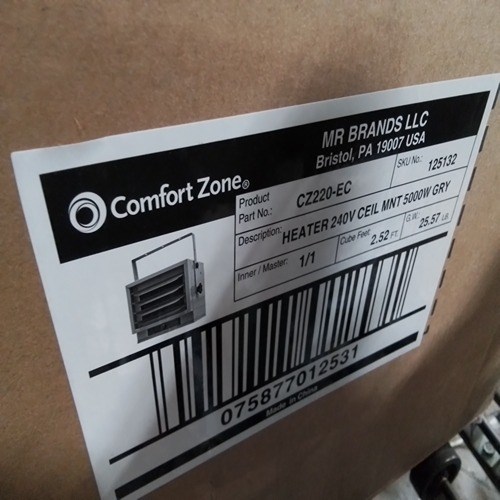 Comfort Zone®
MR BRANDS LLC
Bristol, PA 19007 USA
Product
Part No.: CZ220-EC
SKU No.: 125132
Description: HEATER 240V CEIL MNT 5000W GRY
Inner / Master: 1/1
Cube Feet: 2.52 FT.
G.W.: 25.57 LB.
075877012531
Made in China